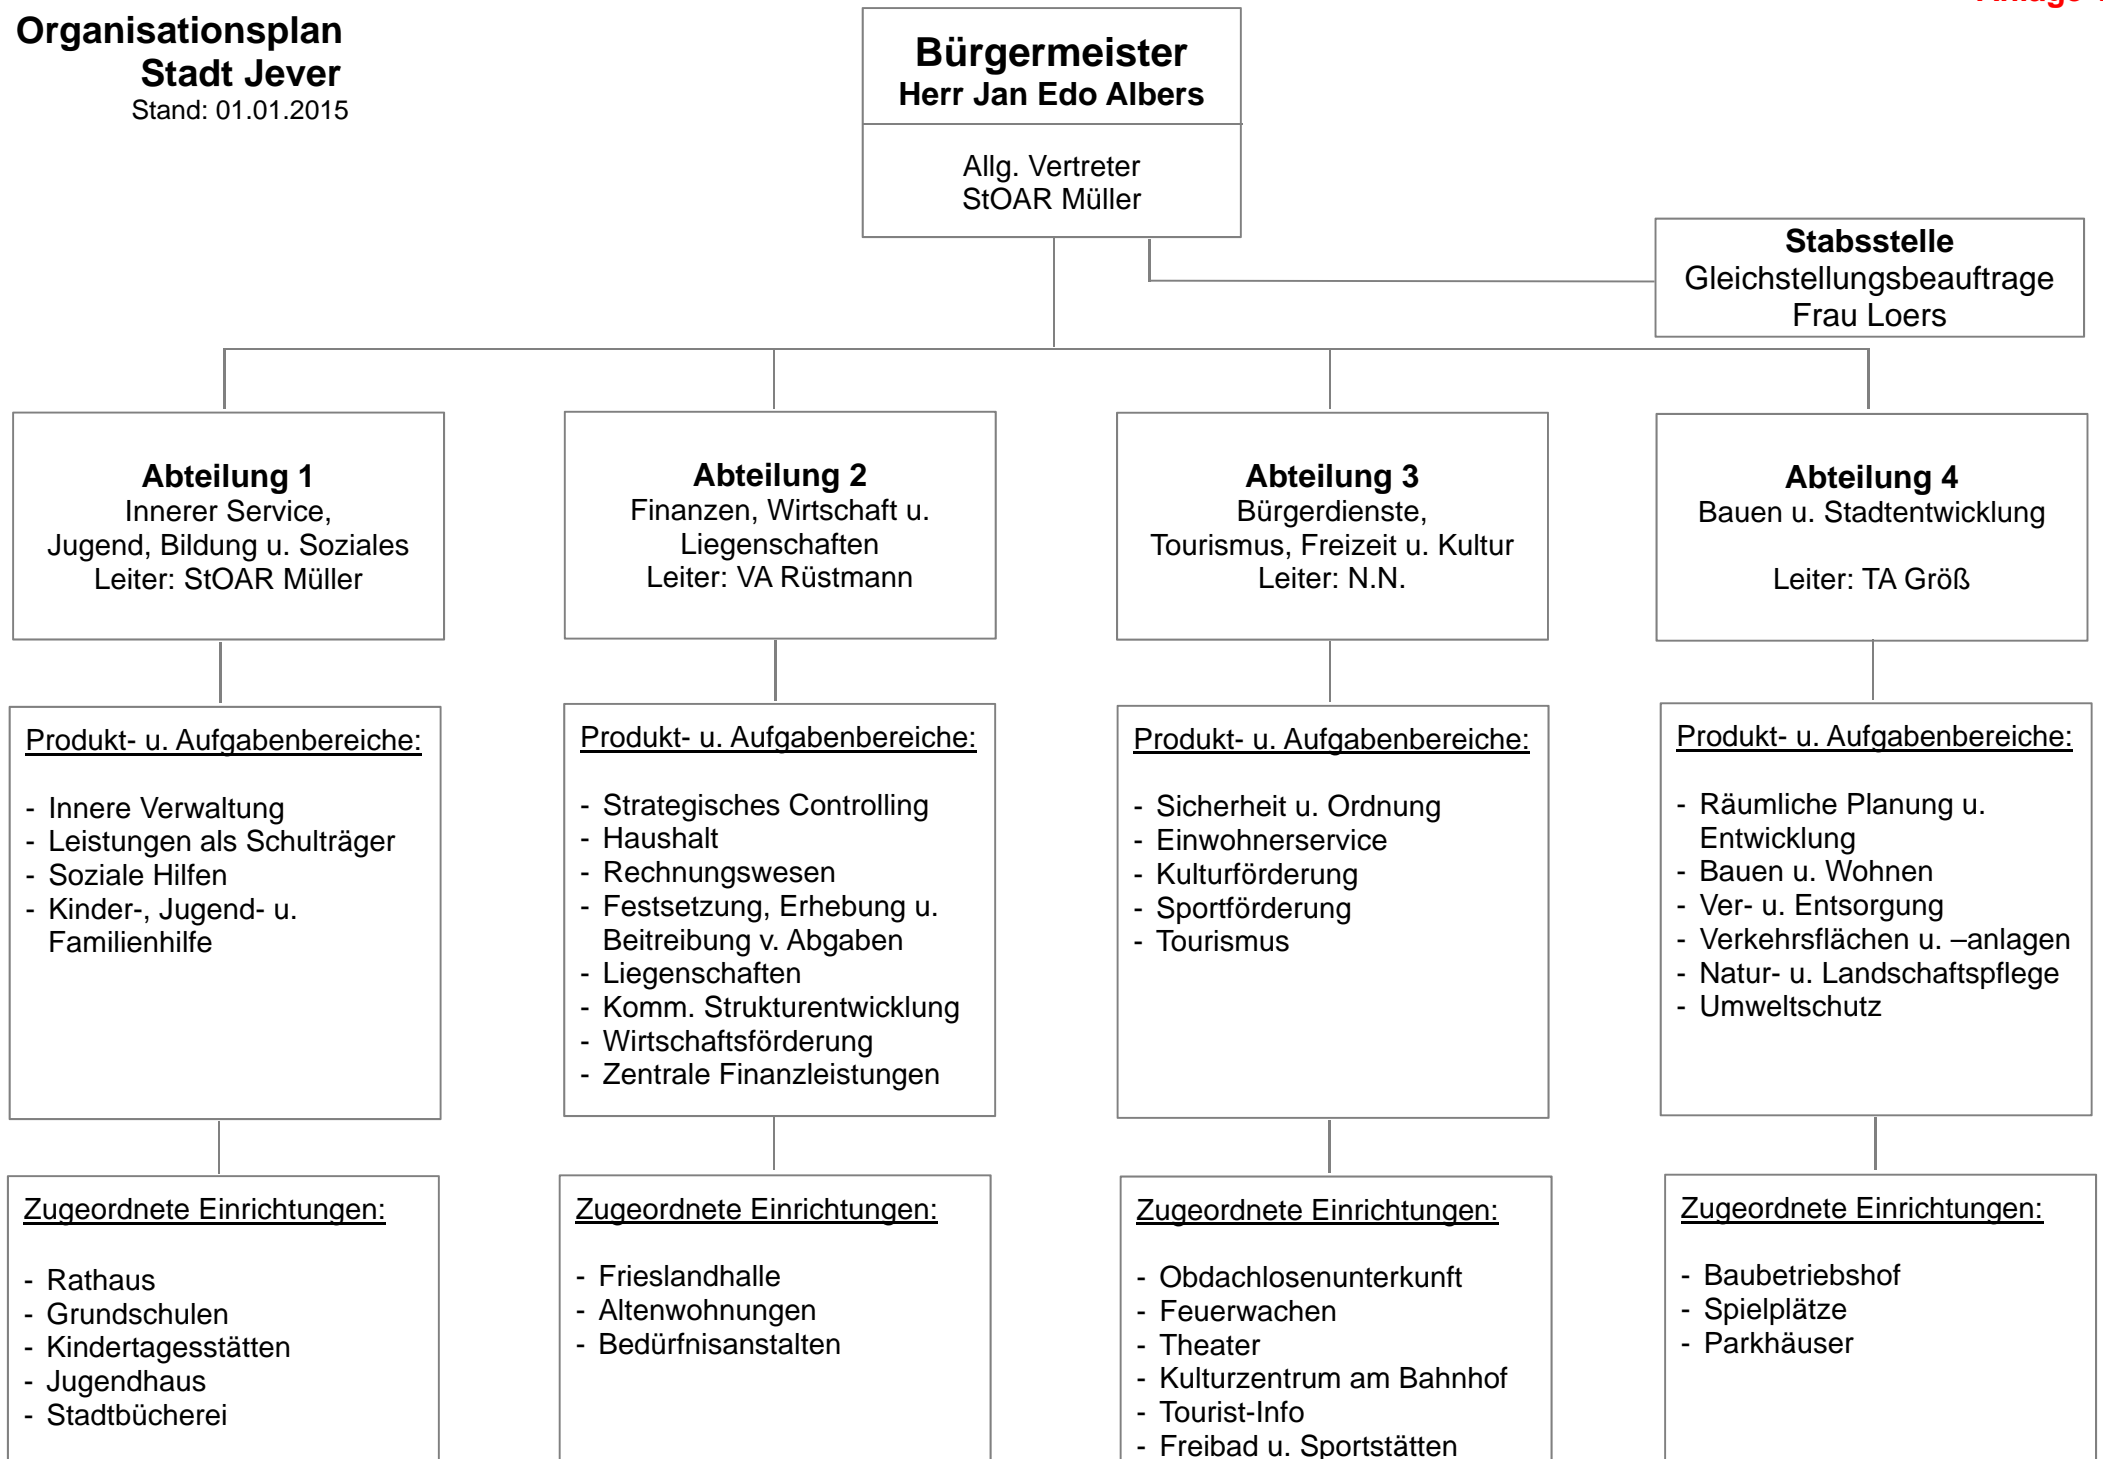 Organisationsplan
Stadt Jever
Stand: 01.01.2015
Bürgermeister
Herr Jan Edo Albers
Allg. Vertreter
StOAR Müller
Stabsstelle
Gleichstellungsbeauftrage
Frau Loers
Abteilung 1
Innerer Service,
Jugend, Bildung u. Soziales
Leiter: StOAR Müller
Abteilung 2
Finanzen, Wirtschaft u.
Liegenschaften
Leiter: VA Rüstmann
Abteilung 3
Bürgerdienste,
Tourismus, Freizeit u. Kultur
Leiter: N.N.
Abteilung 4
Bauen u. Stadtentwicklung
Leiter: TA Größ
Produkt- u. Aufgabenbereiche:
- Innere Verwaltung
- Leistungen als Schulträger
- Soziale Hilfen
- Kinder-, Jugend- u.
Familienhilfe
Produkt- u. Aufgabenbereiche:
- Strategisches Controlling
- Haushalt
- Rechnungswesen
- Festsetzung, Erhebung u.
Beitreibung v. Abgaben
- Liegenschaften
- Komm. Strukturentwicklung
- Wirtschaftsförderung
- Zentrale Finanzleistungen
Produkt- u. Aufgabenbereiche:
- Sicherheit u. Ordnung
- Einwohnerservice
- Kulturförderung
- Sportförderung
- Tourismus
Produkt- u. Aufgabenbereiche:
- Räumliche Planung u.
Entwicklung
- Bauen u. Wohnen
- Ver- u. Entsorgung
- Verkehrsflächen u. –anlagen
- Natur- u. Landschaftspflege
- Umweltschutz
Zugeordnete Einrichtungen:
- Rathaus
- Grundschulen
- Kindertagesstätten
- Jugendhaus
- Stadtbücherei
Zugeordnete Einrichtungen:
- Frieslandhalle
- Altenwohnungen
- Bedürfnisanstalten
Zugeordnete Einrichtungen:
- Obdachlosenunterkunft
- Feuerwachen
- Theater
- Kulturzentrum am Bahnhof
- Tourist-Info
- Freibad u. Sportstätten
Zugeordnete Einrichtungen:
- Baubetriebshof
- Spielplätze
- Parkhäuser